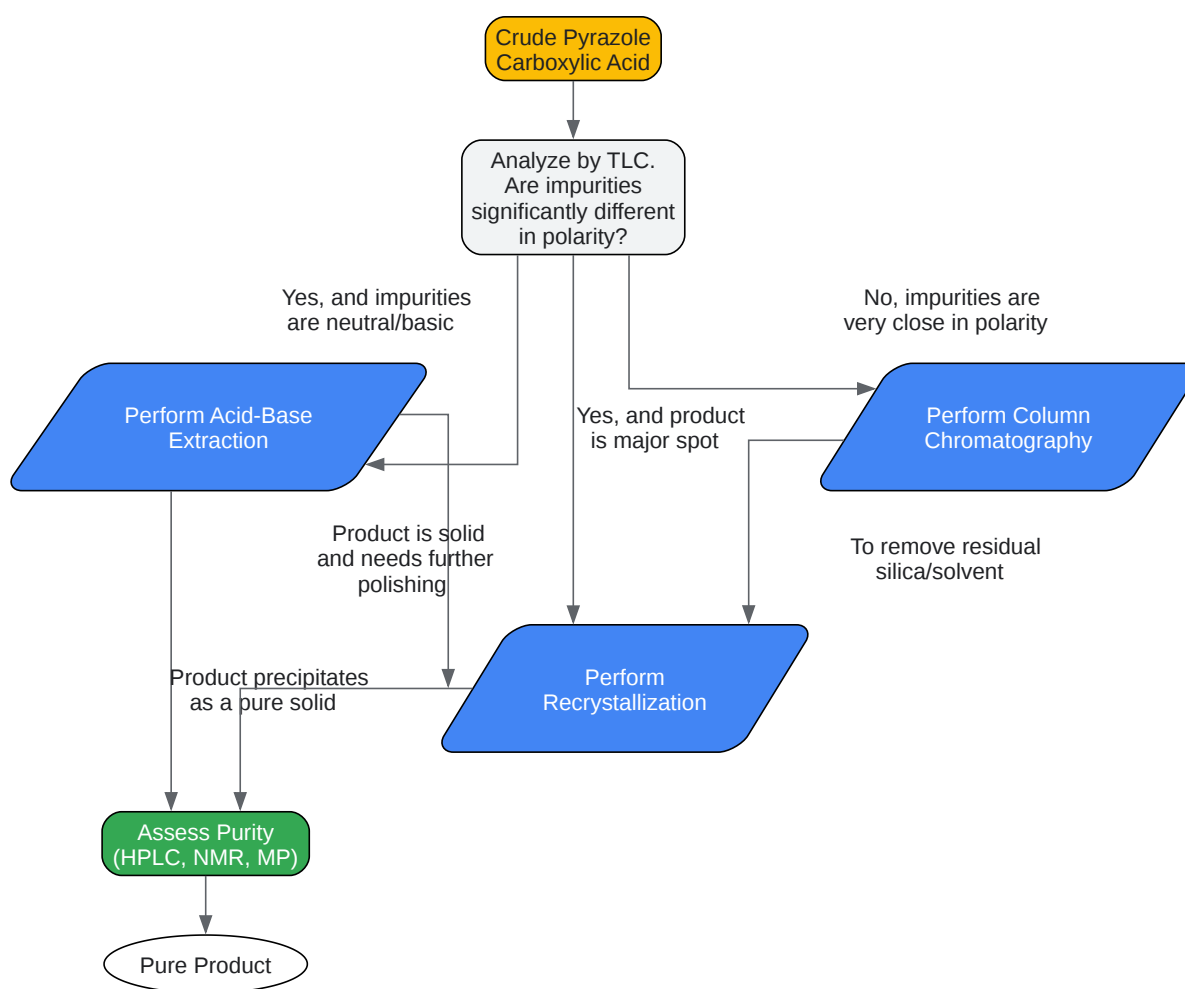 Crude Pyrazole
Carboxylic Acid
Analyze by TLC.
Are impurities
significantly different
in polarity?
Yes, and impurities
are neutral/basic
No, impurities are
very close in polarity
Perform Acid-Base
Extraction
Yes, and product
is major spot
Perform Column
Chromatography
Product is solid
and needs further
polishing
To remove residual
silica/solvent
Product precipitates
as a pure solid
Perform
Recrystallization
Assess Purity
(HPLC, NMR, MP)
Pure Product